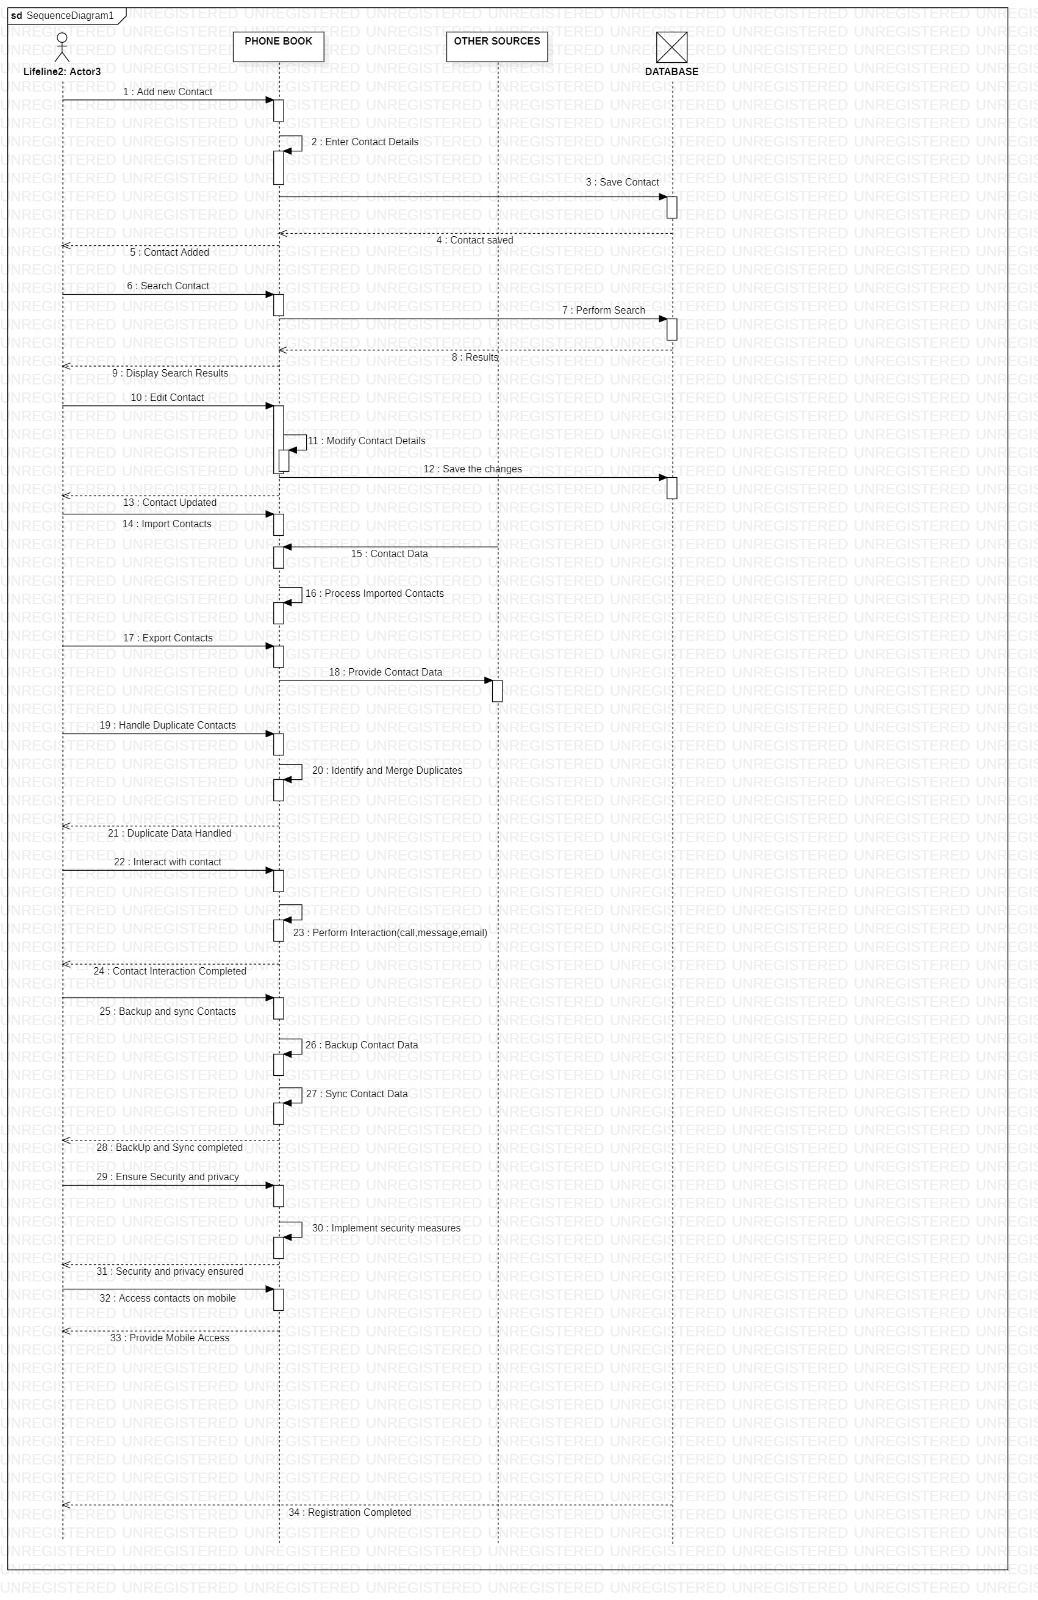 sd SequenceDiagram1
PHONE BOOK
OTHER SOURCES
Lifeline2: Actor3
DATABASE
1 : Add new Contact
2 : Enter Contact Details
3 : Save Contact
4 : Contact saved
5 : Contact Added
6 : Search Contact
7 : Perform Search
8 : Results
9 : Display Search Results
10 : Edit Contact
11 : Modify Contact Details
12 : Save the changes
13 : Contact Updated
14 : Import Contacts
15 : Contact Data
16 : Process Imported Contacts
17 : Export Contacts
18 : Provide Contact Data
19 : Handle Duplicate Contacts
20 : Identify and Merge Duplicates
21 : Duplicate Data Handled
22 : Interact with contact
23 : Perform Interaction(call,message,email)
24 : Contact Interaction Completed
25 : Backup and sync Contacts
26 : Backup Contact Data
27 : Sync Contact Data
28 : BackUp and Sync completed
29 : Ensure Security and privacy
30 : Implement security measures
31 : Security and privacy ensured
32 : Access contacts on mobile
33 : Provide Mobile Access
34 : Registration Completed
UNREGISTERED UNREGISTERED UNREGISTERED UNREGISTERED UNREGISTERED UNREGISTERED UNREGISTERED UNREGISTERED UNREGIS